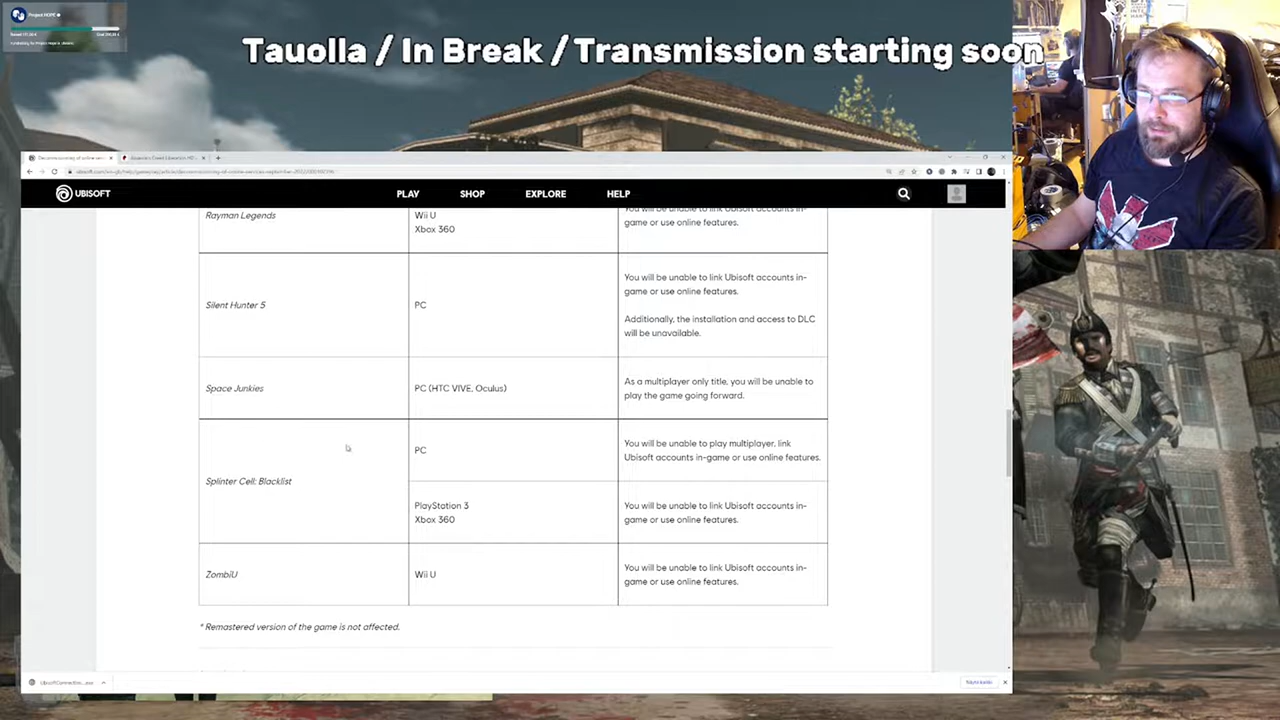 Project HOPE
Tauolla / In Break / Transmission starting soon
UBISOFT
PLAY
SHOP
EXPLORE
HELP
Rayman Legends
Wii U
Xbox 360
You will be unable to link Ubisoft accounts in-
game or use online features.
Silent Hunter 5
PC
You will be unable to link Ubisoft accounts in-
game or use online features.
Additionally, the installation and access to DLC
will be unavailable.
Space Junkies
PC (HTC VIVE, Oculus)
As a multiplayer only title, you will be unable to
play the game going forward.
Splinter Cell: Blacklist
PC
You will be unable to play multiplayer, link
Ubisoft accounts in-game or use online features.
PlayStation 3
Xbox 360
You will be unable to link Ubisoft accounts in-
game or use online features.
ZombiU
Wii U
You will be unable to link Ubisoft accounts in-
game or use online features.
* Remastered version of the game is not affected.